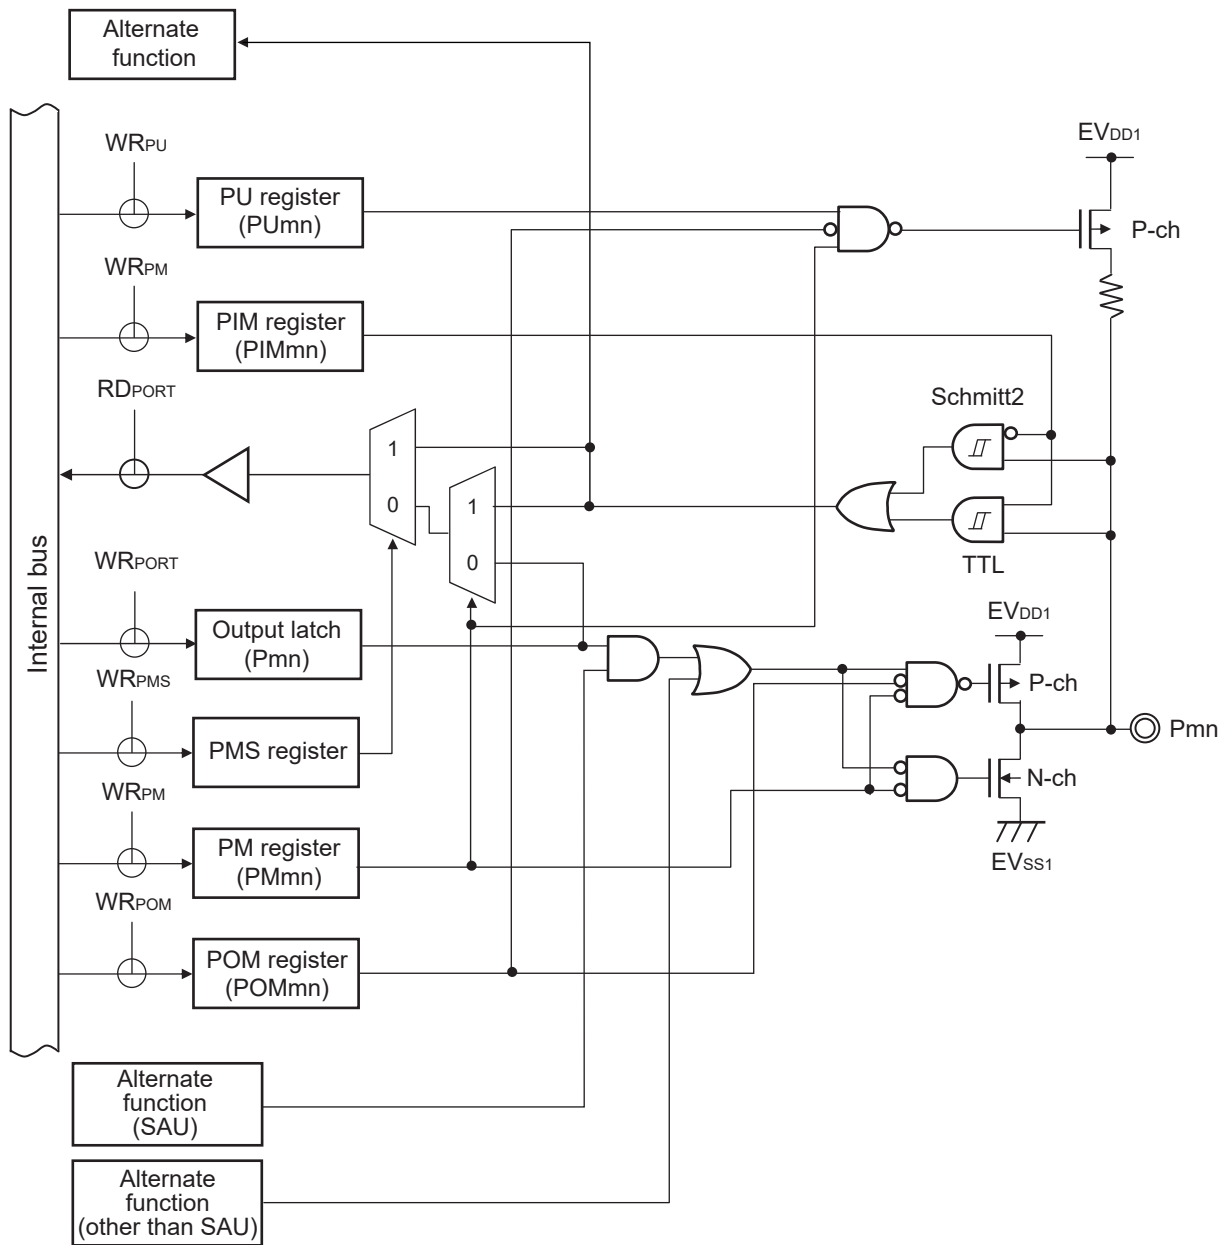 Alternate
function
WRPU
EVDD1
PU register
(PUmn)
P-ch
WRPM
PIM register
(PIMmn)
RDPORT
Schmitt2
1
0
1
0
TTL
WRPORT
Internal bus
Output latch
(Pmn)
EVDD1
P-ch
WRPMS
PMS register
Pmn
N-ch
WRPM
PM register
(PMmn)
EVSS1
WRPOM
POM register
(POMmn)
Alternate
function
(SAU)
Alternate
function
(other than SAU)